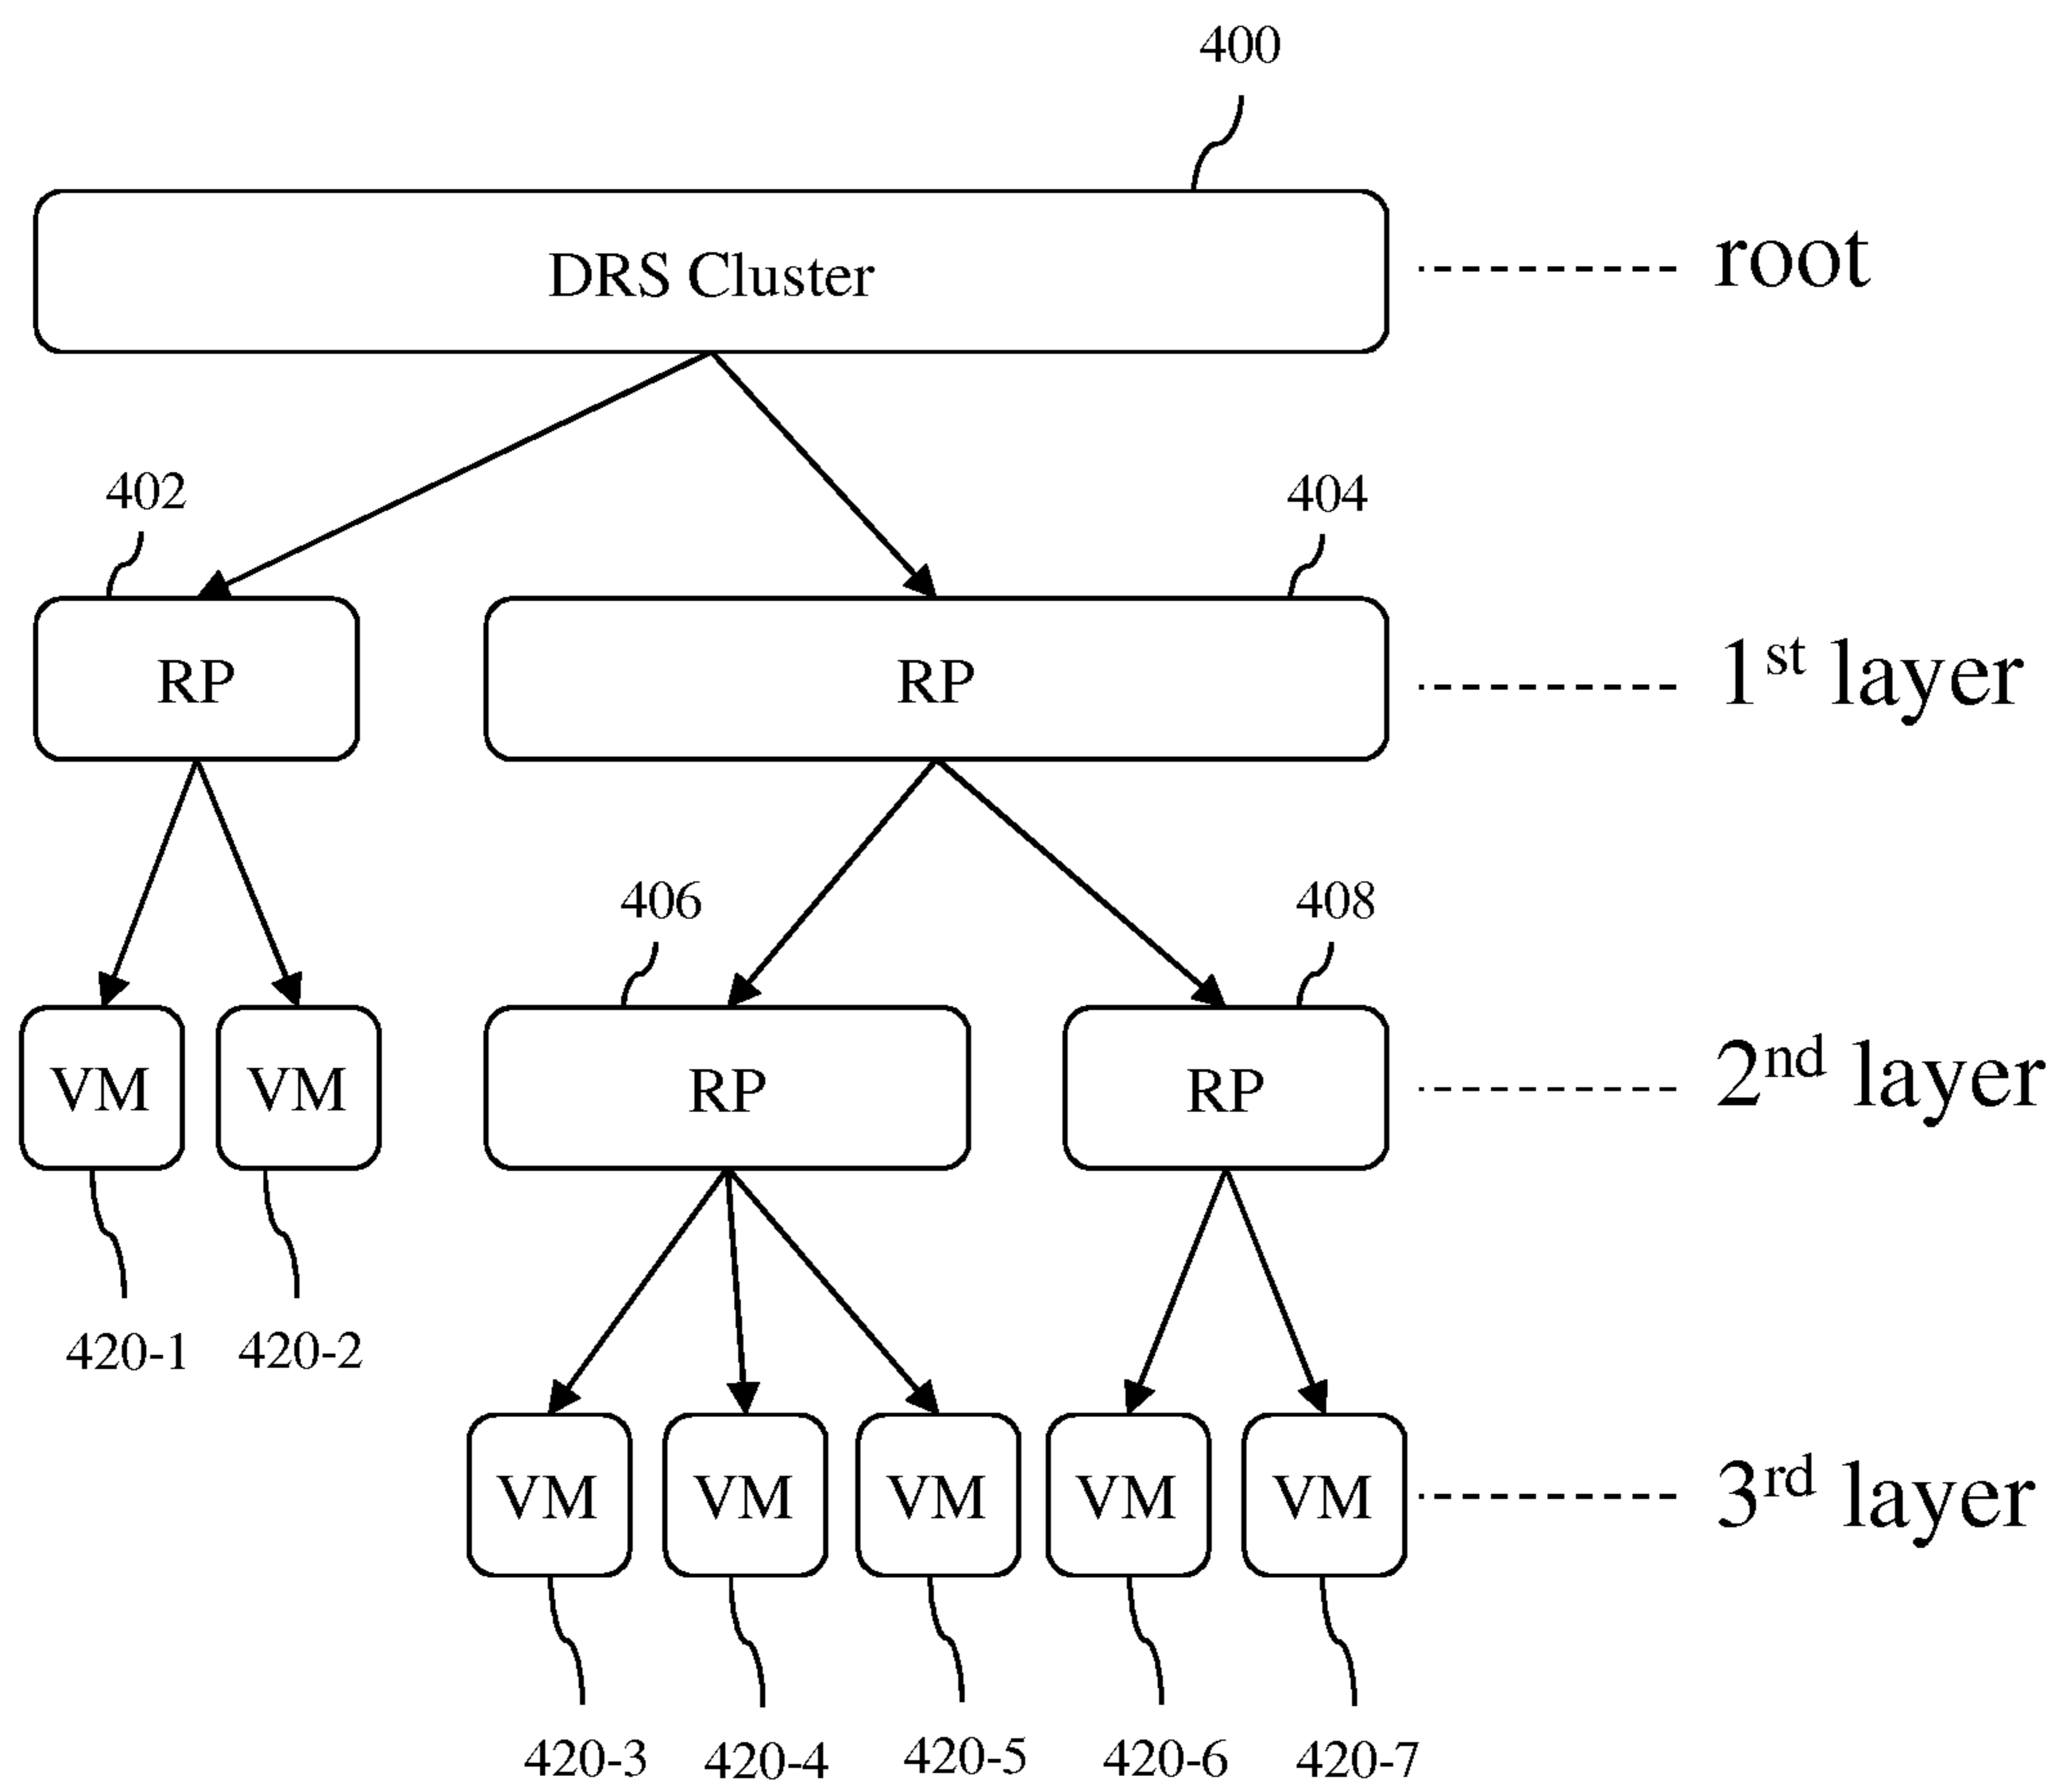 400
DRS Cluster
root
402
404
RP
RP
1st layer
406
408
VM
VM
RP
RP
2nd layer
420-1
420-2
VM
VM
VM
VM
VM
3rd layer
420-3
420-4
420-5
420-6
420-7